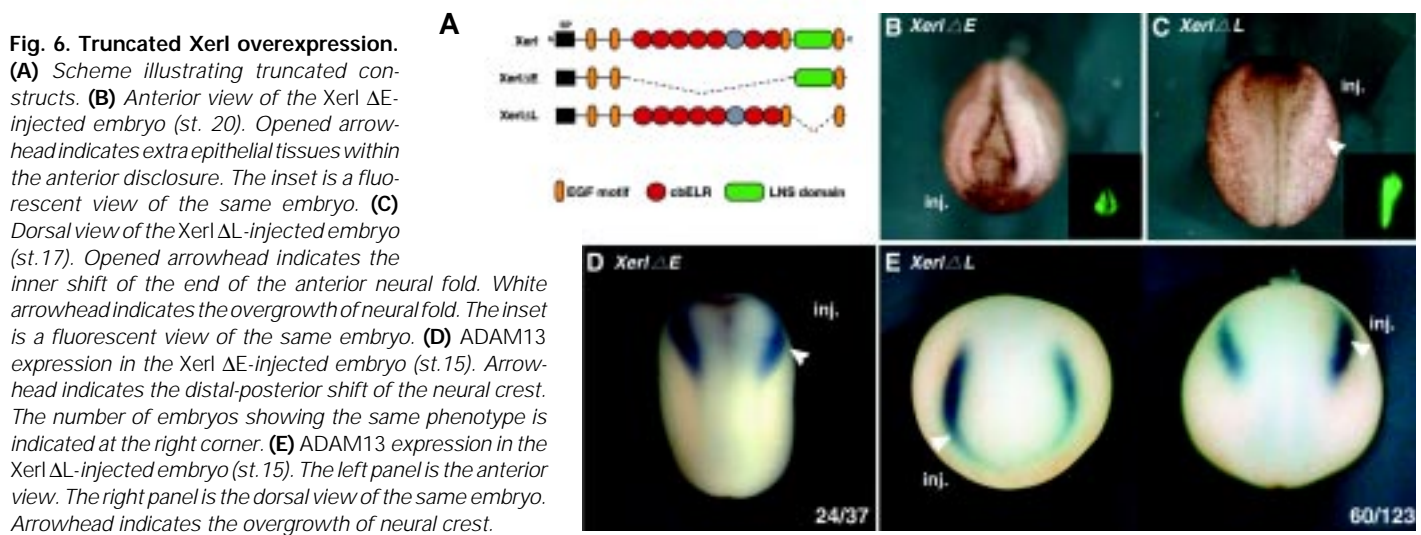 Fig. 6. Truncated Xerl overexpression.
(A) Scheme illustrating truncated con-
structs. (B) Anterior view of the Xerl ΔE-
injected embryo (st. 20). Opened arrow-
head indicates extra epithelial tissues within
the anterior disclosure. The inset is a fluo-
rescent view of the same embryo. (C)
Dorsal view of the Xerl ΔL-injected embryo
(st.17). Opened arrowhead indicates the
inner shift of the end of the anterior neural fold. White
arrowhead indicates the overgrowth of neural fold. The inset
is a fluorescent view of the same embryo. (D) ADAM13
expression in the Xerl ΔE-injected embryo (st.15). Arrow-
head indicates the distal-posterior shift of the neural crest.
The number of embryos showing the same phenotype is
indicated at the right corner. (E) ADAM13 expression in the
Xerl ΔL-injected embryo (st.15). The left panel is the anterior
view. The right panel is the dorsal view of the same embryo.
Arrowhead indicates the overgrowth of neural crest.
A
SP
Xerl
XerlΔE
XerlΔL
EGF motif cbELR LNS domain
B Xerl△E
inj.
C Xerl△L
inj.
D Xerl△E
inj.
24/37
E Xerl△L
inj.
inj.
60/123